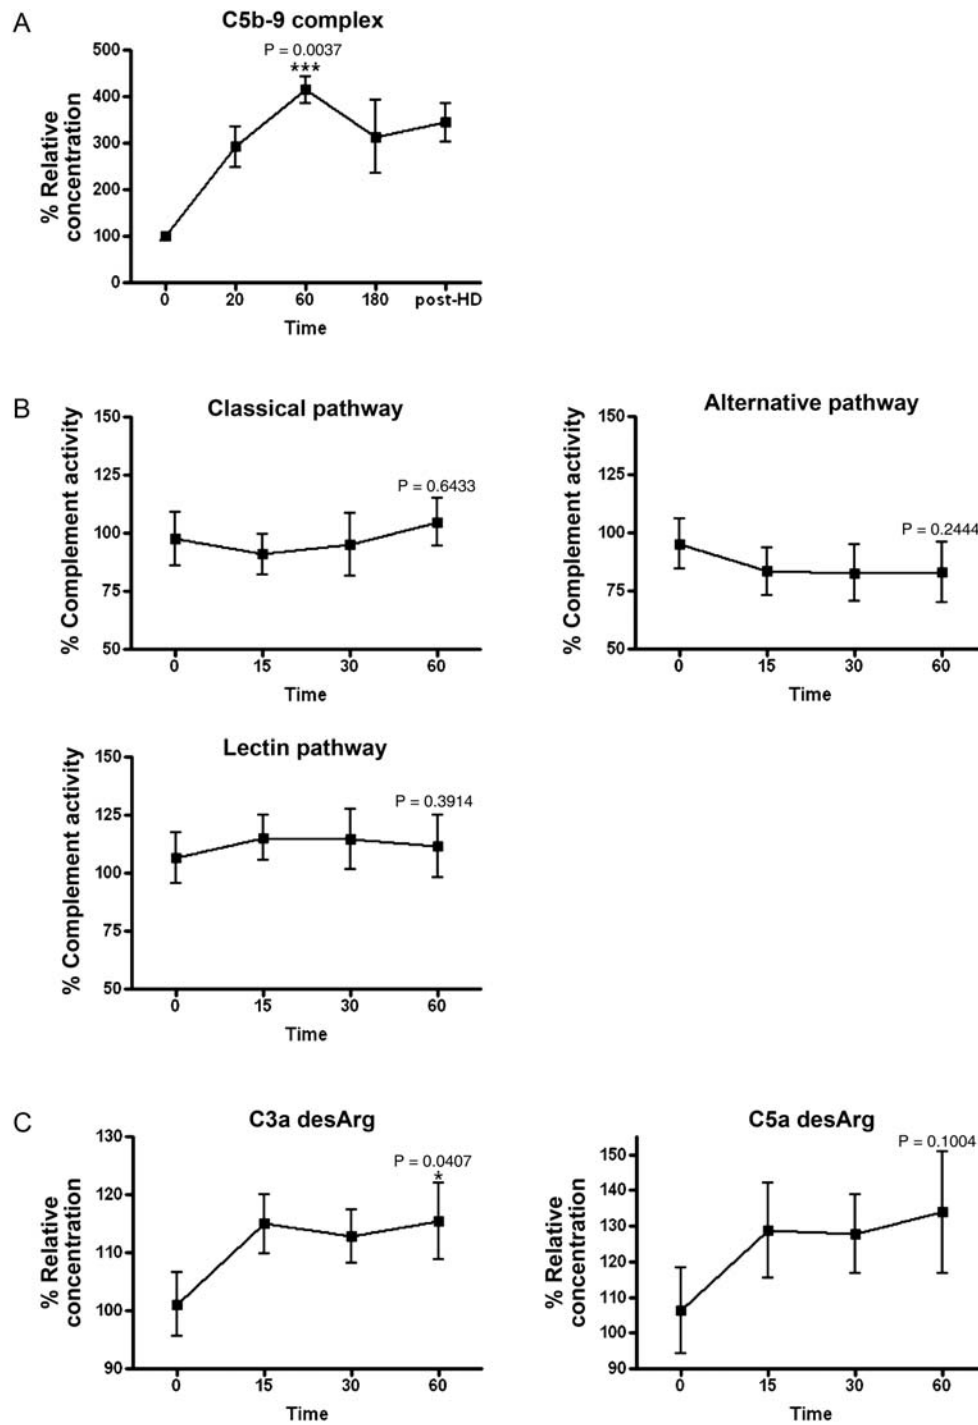 A
C5b-9 complex
P = 0.0037
***
500
400
300
200
100
0
% Relative
concentration
0 20 60 180 post-HD
Time
B
Classical pathway
150
125
100
75
50
% Complement activity
P = 0.6433
0 15 30 60
Time
Alternative pathway
150
125
100
75
50
% Complement activity
P = 0.2444
0 15 30 60
Time
Lectin pathway
150
125
100
75
50
% Complement activity
P = 0.3914
0 15 30 60
Time
C
C3a desArg
130
120
110
100
90
% Relative
concentration
P = 0.0407
*
0 15 30 60
Time
C5a desArg
150
140
130
120
110
100
90
% Relative
concentration
P = 0.1004
0 15 30 60
Time